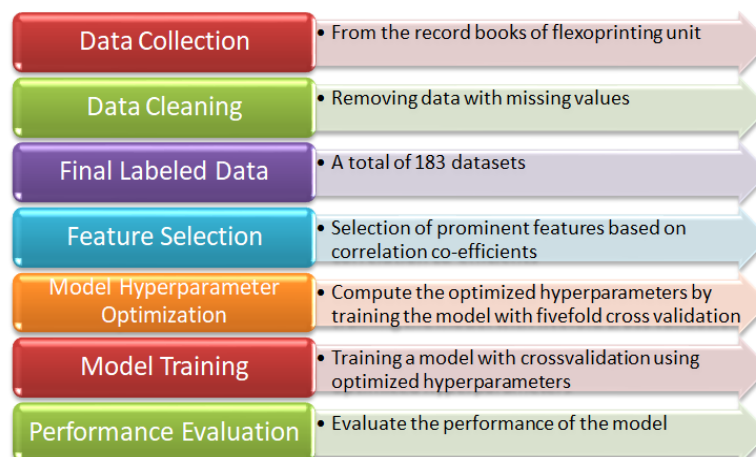 Data Collection
• From the record books of flexoprinting unit
Data Cleaning
• Removing data with missing values
Final Labeled Data
• A total of 183 datasets
Feature Selection
• Selection of prominent features based on
correlation co-efficients
Model Hyperparameter
Optimization
• Compute the optimized hyperparameters by
training the model with fivefold cross validation
Model Training
• Training a model with crossvalidation using
optimized hyperparameters
Performance Evaluation
• Evaluate the performance of the model